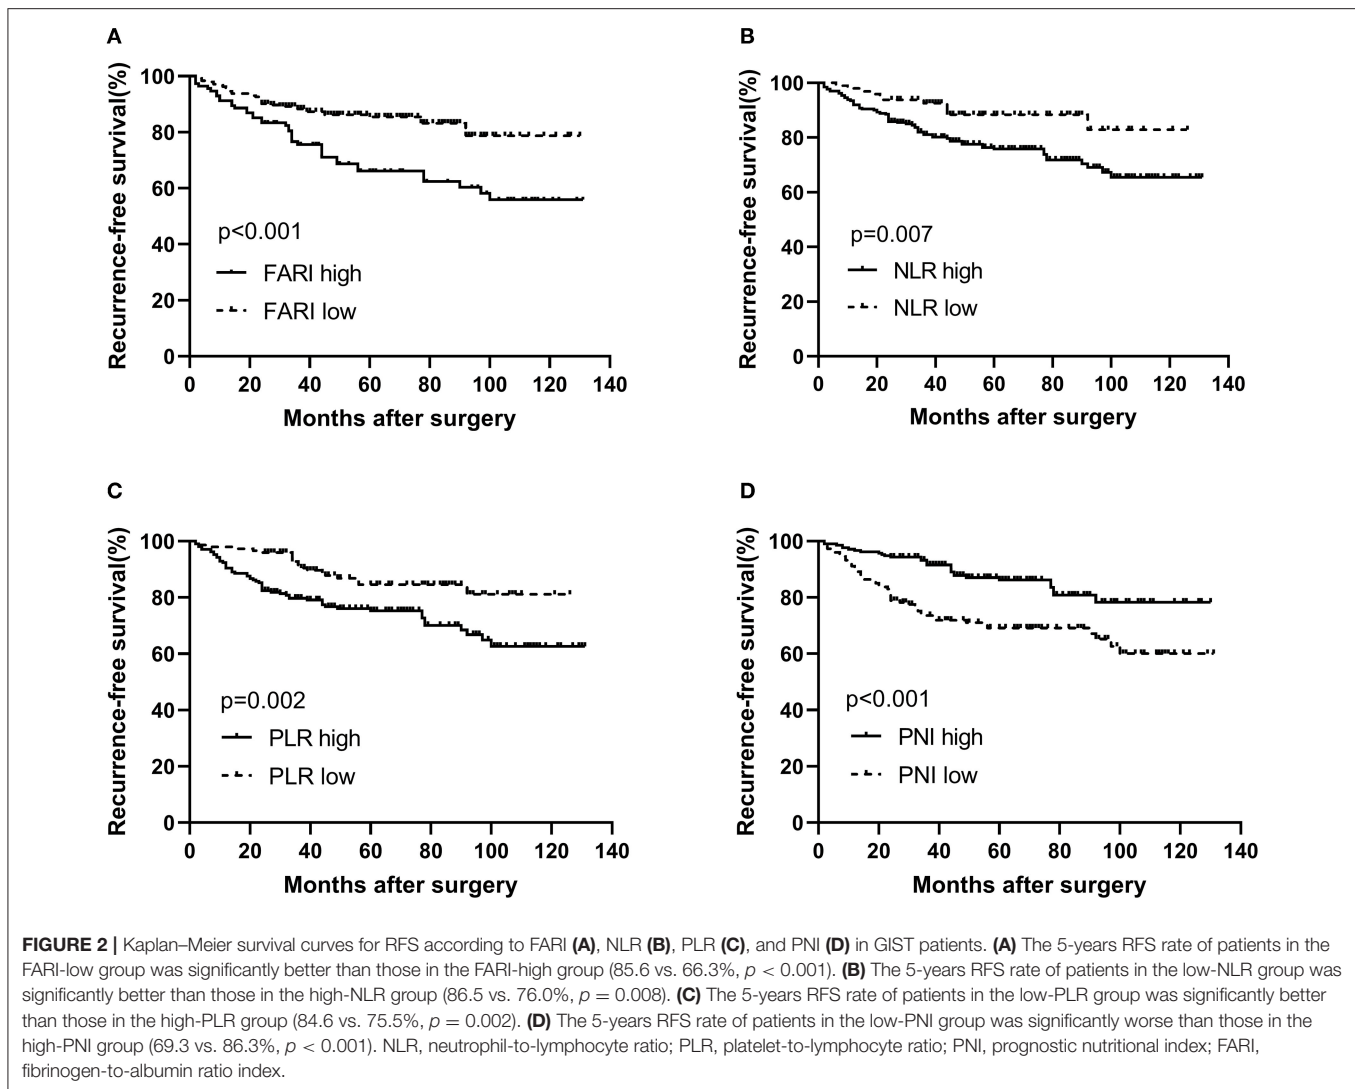 A
Recurrence-free survival(%)
100
80
60
40
20
0
p<0.001
FARI high
FARI low
0 20 40 60 80 100 120 140
Months after surgery
B
Recurrence-free survival(%)
100
80
60
40
20
0
p=0.007
NLR high
NLR low
0 20 40 60 80 100 120 140
Months after surgery
C
Recurrence-free survival(%)
100
80
60
40
20
0
p=0.002
PLR high
PLR low
0 20 40 60 80 100 120 140
Months after surgery
D
Recurrence-free survival(%)
100
80
60
40
20
0
p<0.001
PNI high
PNI low
0 20 40 60 80 100 120 140
Months after surgery
FIGURE 2 | Kaplan–Meier survival curves for RFS according to FARI (A), NLR (B), PLR (C), and PNI (D) in GIST patients. (A) The 5-years RFS rate of patients in the
FARI-low group was significantly better than those in the FARI-high group (85.6 vs. 66.3%, p < 0.001). (B) The 5-years RFS rate of patients in the low-NLR group was
significantly better than those in the high-NLR group (86.5 vs. 76.0%, p = 0.008). (C) The 5-years RFS rate of patients in the low-PLR group was significantly better
than those in the high-PLR group (84.6 vs. 75.5%, p = 0.002). (D) The 5-years RFS rate of patients in the low-PNI group was significantly worse than those in the
high-PNI group (69.3 vs. 86.3%, p < 0.001). NLR, neutrophil-to-lymphocyte ratio; PLR, platelet-to-lymphocyte ratio; PNI, prognostic nutritional index; FARI,
fibrinogen-to-albumin ratio index.